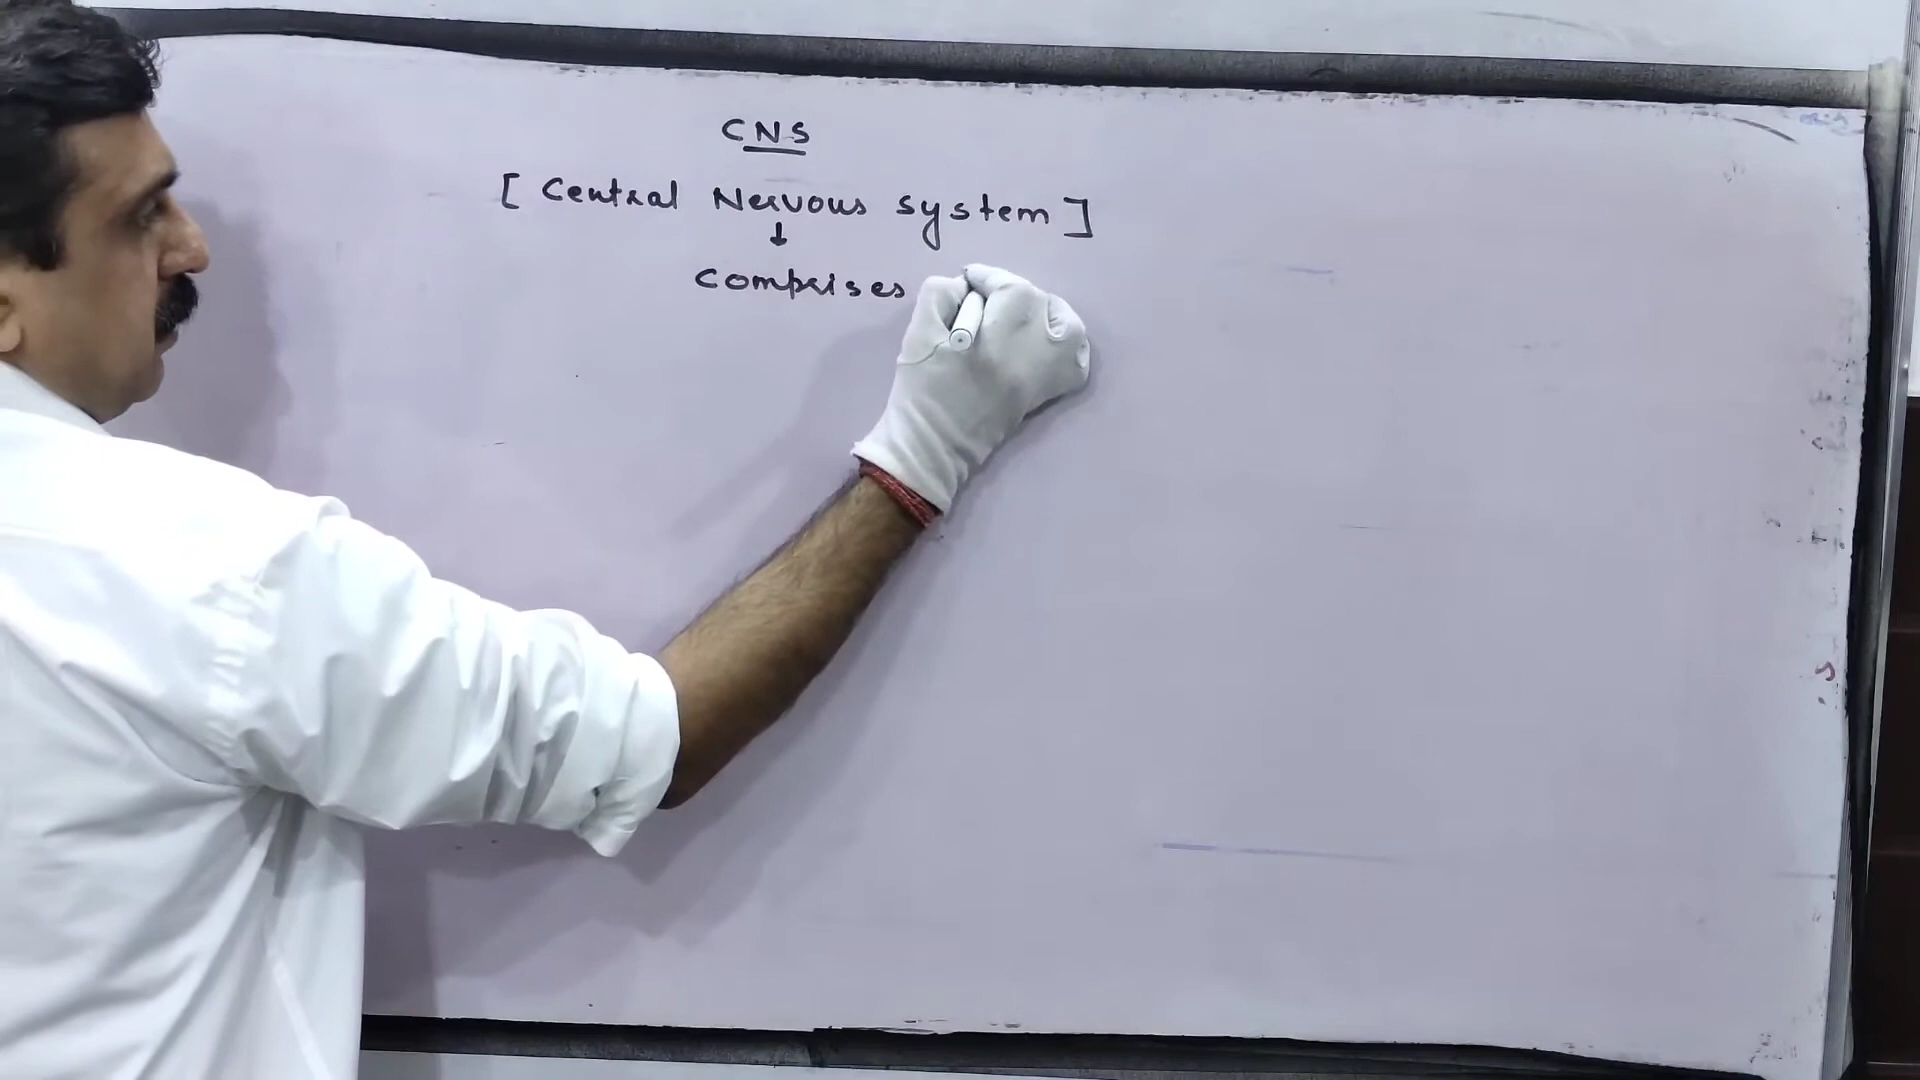 CNS
[ Central Nervous system ]
↓
Comprises